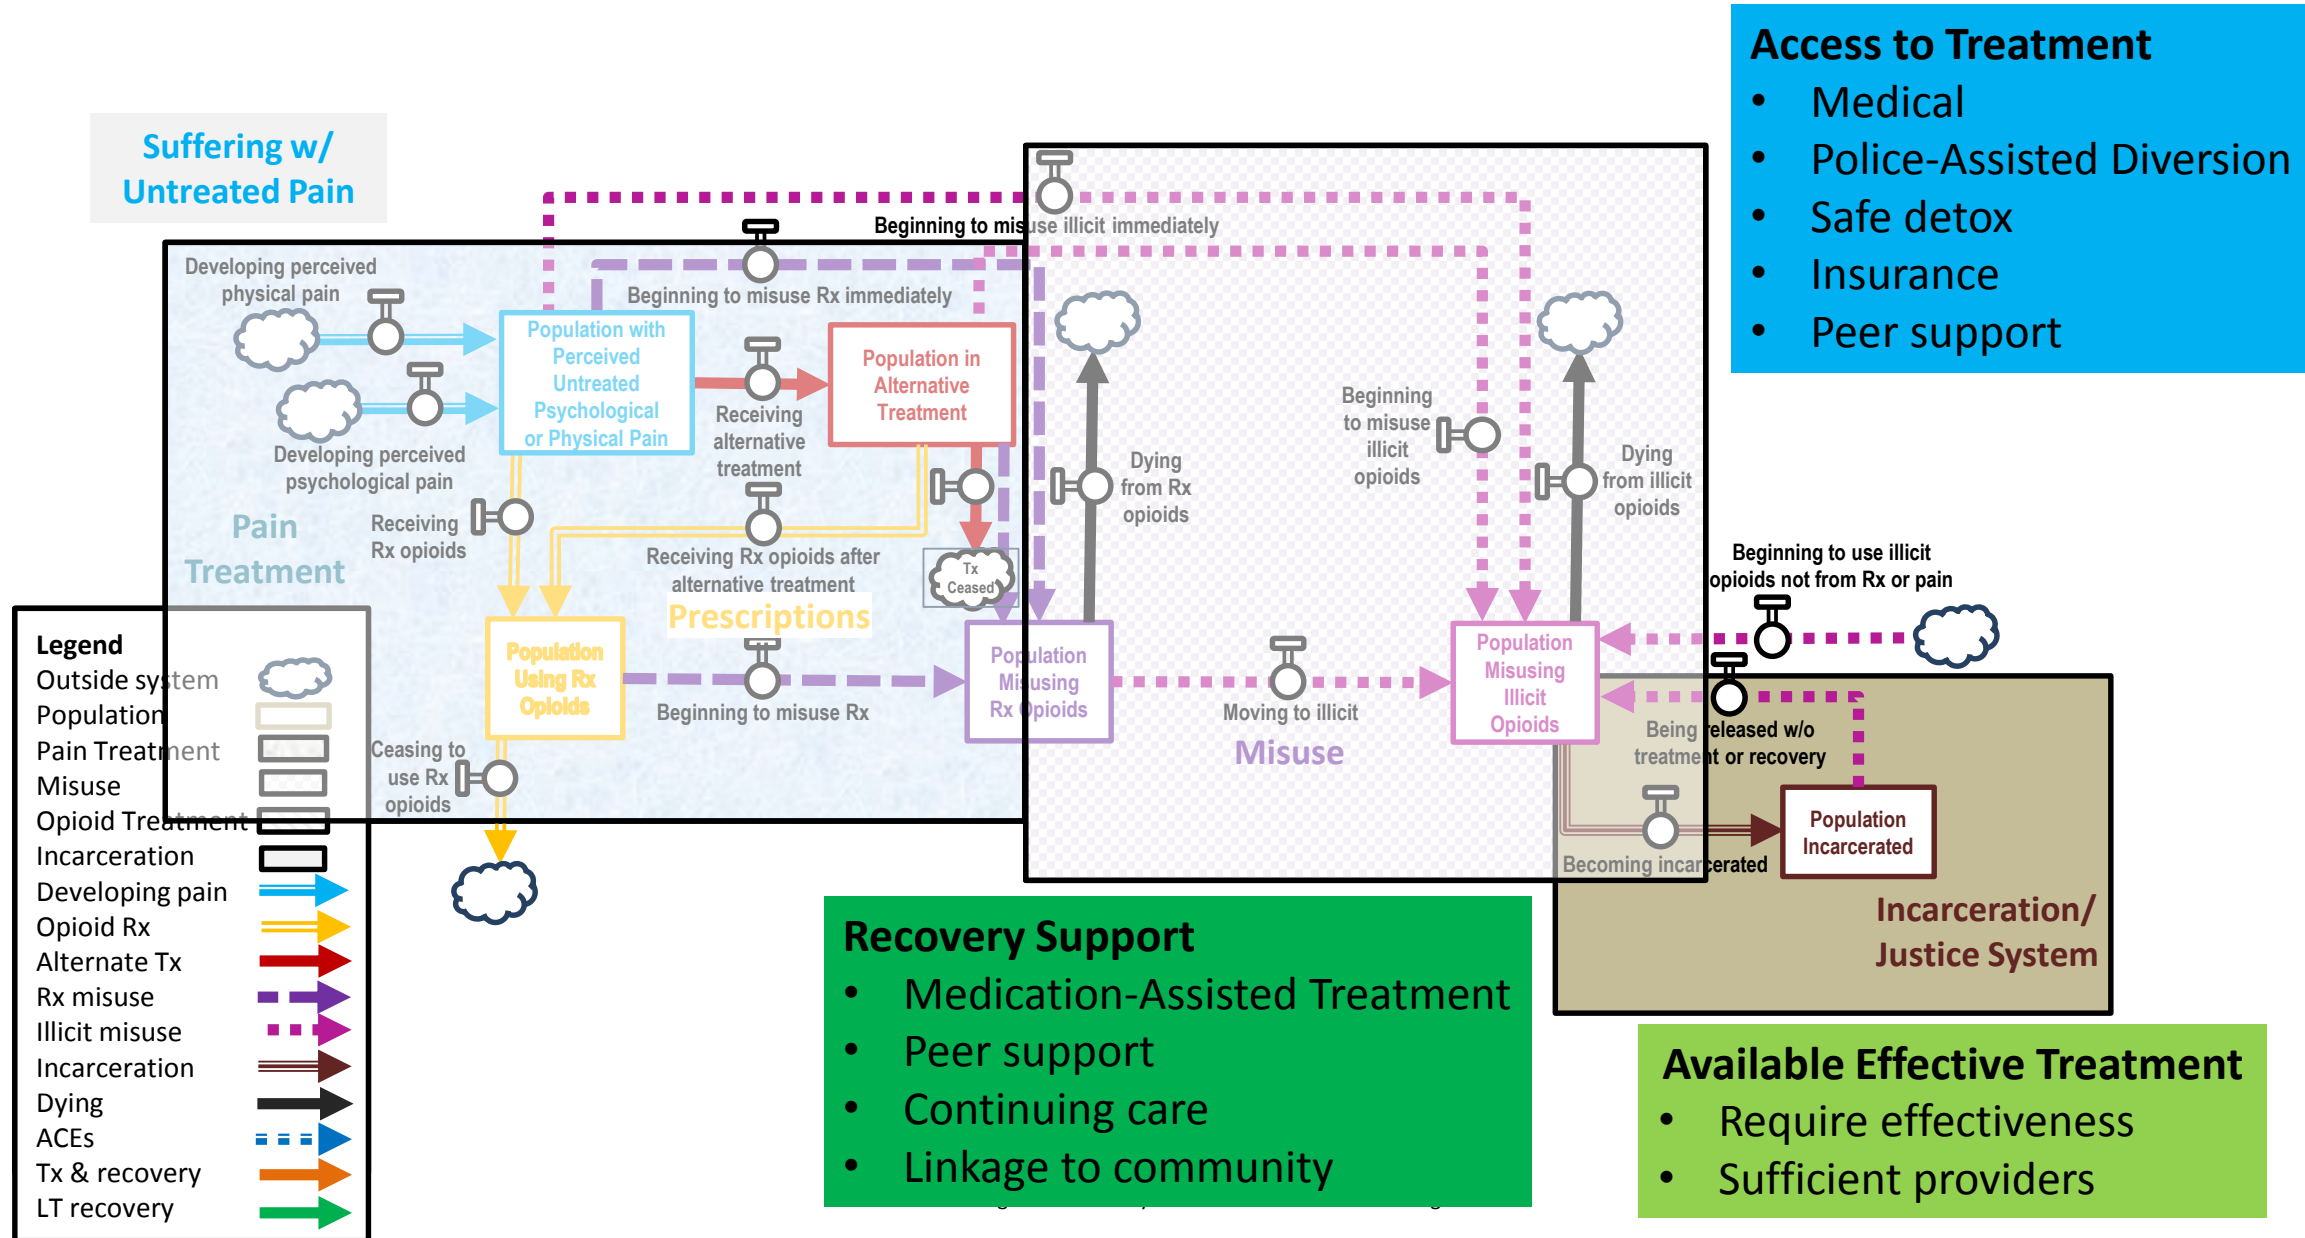 Access to Treatment
• Medical
• Police-Assisted Diversion
• Safe detox
• Insurance
• Peer support
Suffering w/
Untreated Pain
Beginning to misuse illicit immediately
Developing perceived
physical pain
Beginning to misuse Rx immediately
Population with
Perceived
Untreated
Psychological
or Physical Pain
Population in
Alternative
Treatment
Receiving
alternative
treatment
Developing perceived
psychological pain
Beginning
to misuse
illicit
opioids
Dying
from Rx
opioids
Dying
from illicit
opioids
Pain
Treatment
Receiving
Rx opioids
Receiving Rx opioids after
alternative treatment
Tx
Ceased
Prescriptions
Beginning to use illicit
opioids not from Rx or pain
Population
Using Rx
Opioids
Beginning to misuse Rx
Population
Misusing
Rx Opioids
Moving to illicit
Misuse
Population
Misusing
Illicit
Opioids
Being released w/o
treatment or recovery
Ceasing to
use Rx
opioids
Becoming incarcerated
Population
Incarcerated
Incarceration/
Justice System
Legend
Outside system
Population
Pain Treatment
Misuse
Opioid Treatment
Incarceration
Developing pain
Opioid Rx
Alternate Tx
Rx misuse
Illicit misuse
Incarceration
Dying
ACEs
Tx & recovery
LT recovery
Recovery Support
• Medication-Assisted Treatment
• Peer support
• Continuing care
• Linkage to community
Available Effective Treatment
• Require effectiveness
• Sufficient providers